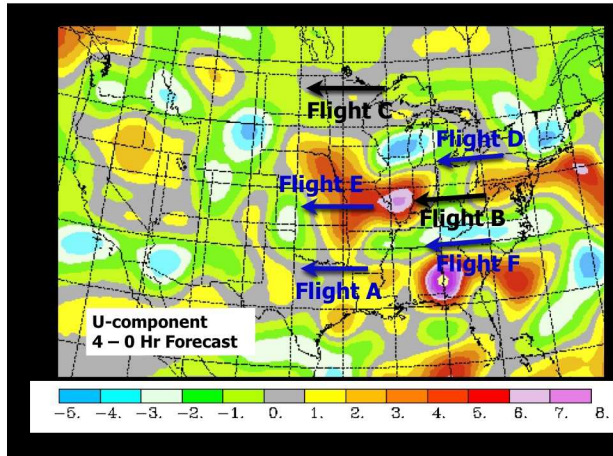 Flight C
Flight D
Flight E
Flight B
Flight F
Flight A
U-component
4 – 0 Hr Forecast
−5. −4. −3. −2. −1. 0. 1. 2. 3. 4. 5. 6. 7. 8.